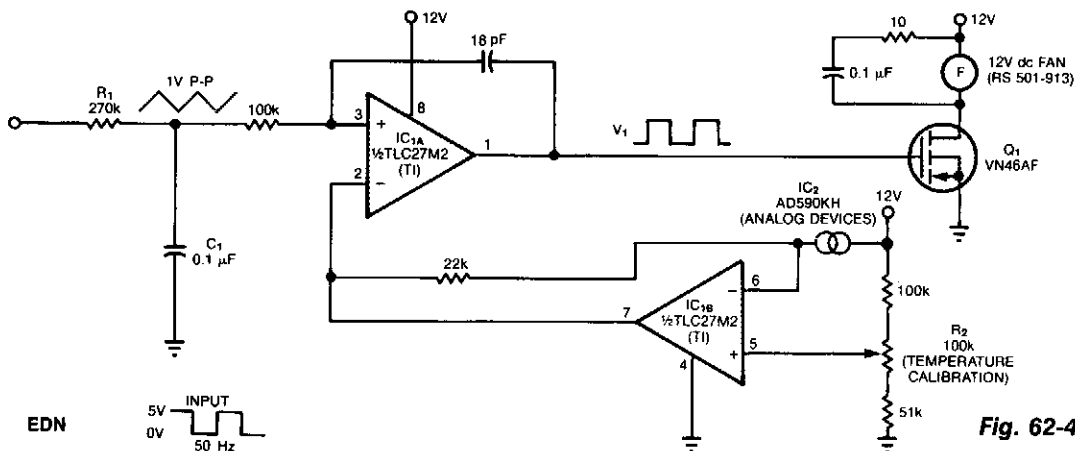 12V
10
12V
18 pF
1V P-P
0.1 µF
F
12V dc FAN
(RS 501-913)
R1
270k
100k
8
3
+
IC1A
½TLC27M2
(TI)
1
V1
Q1
VN46AF
2
−
IC2
AD590KH
(ANALOG DEVICES)
12V
C1
0.1 µF
22k
6
−
100k
7
IC1B
½TLC27M2
(TI)
5
+
R2
100k
(TEMPERATURE
CALIBRATION)
4
51k
EDN
INPUT
5V
0V
50 Hz
Fig. 62-4